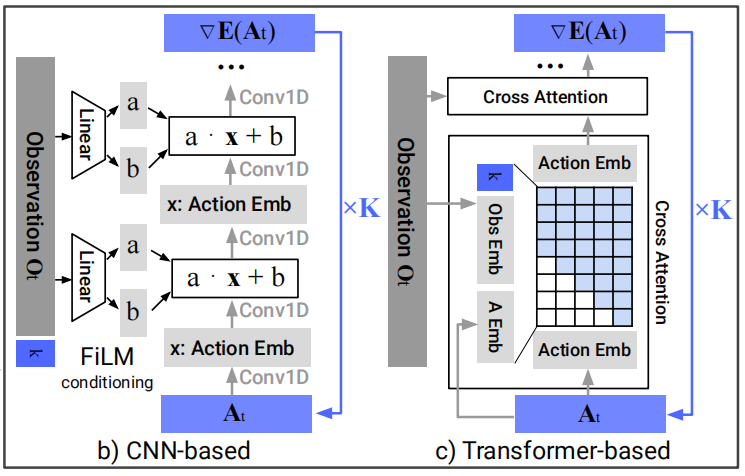 ∇E(At)
...
Conv1D
Linear
a
b
a · x + b
Conv1D
x: Action Emb
Conv1D
Linear
a
b
a · x + b
Conv1D
x: Action Emb
Conv1D
At
×K
Observation Ot
k
FiLM
conditioning
b) CNN-based
∇E(At)
...
Cross Attention
Observation Ot
Action Emb
k
Obs Emb
A Emb
Cross Attention
Action Emb
At
×K
c) Transformer-based